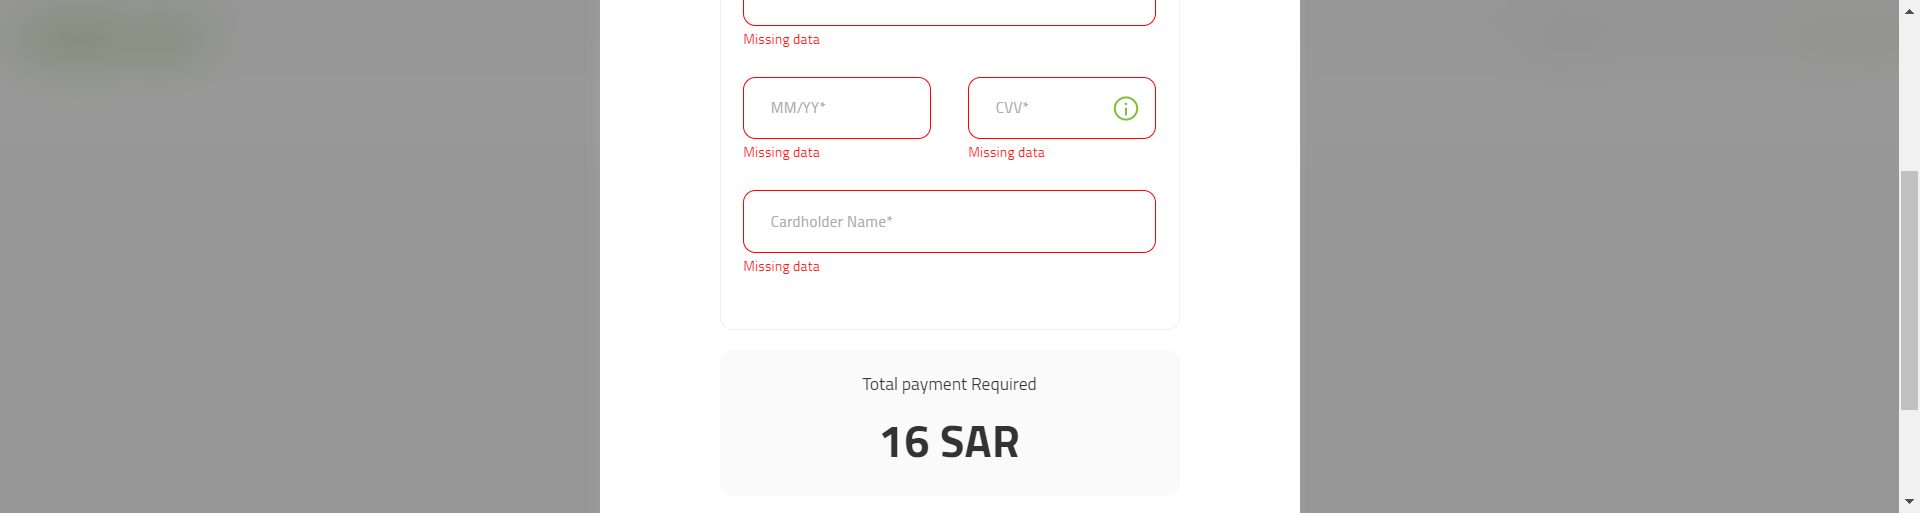 Missing data
MM/YY*
CVV*
Missing data
Missing data
Cardholder Name*
Missing data
Total payment Required
16 SAR